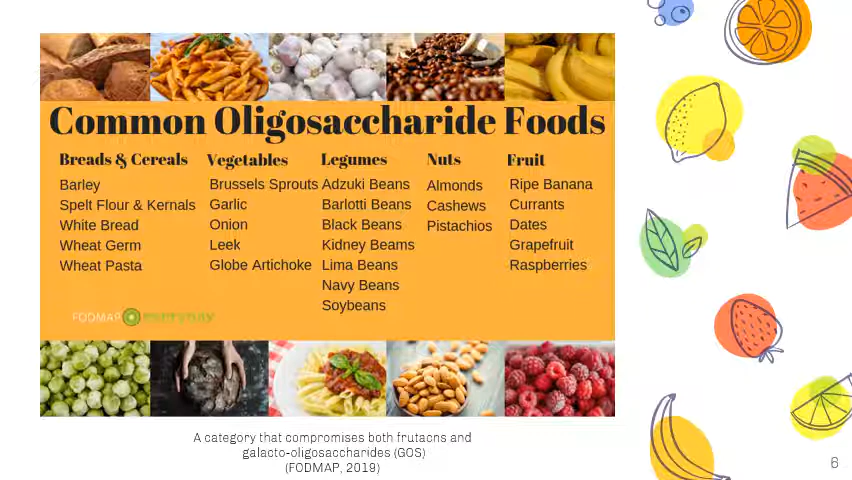 Common Oligosaccharide Foods
Breads & Cereals
Barley
Spelt Flour & Kernals
White Bread
Wheat Germ
Wheat Pasta
Vegetables
Brussels Sprouts
Garlic
Onion
Leek
Globe Artichoke
Legumes
Adzuki Beans
Barlotti Beans
Black Beans
Kidney Beams
Lima Beans
Navy Beans
Soybeans
Nuts
Almonds
Cashews
Pistachios
Fruit
Ripe Banana
Currants
Dates
Grapefruit
Raspberries
FODMAP EVERYDAY
A category that compromises both frutacns and
galacto-oligosaccharides (GOS)
(FODMAP, 2019)
6